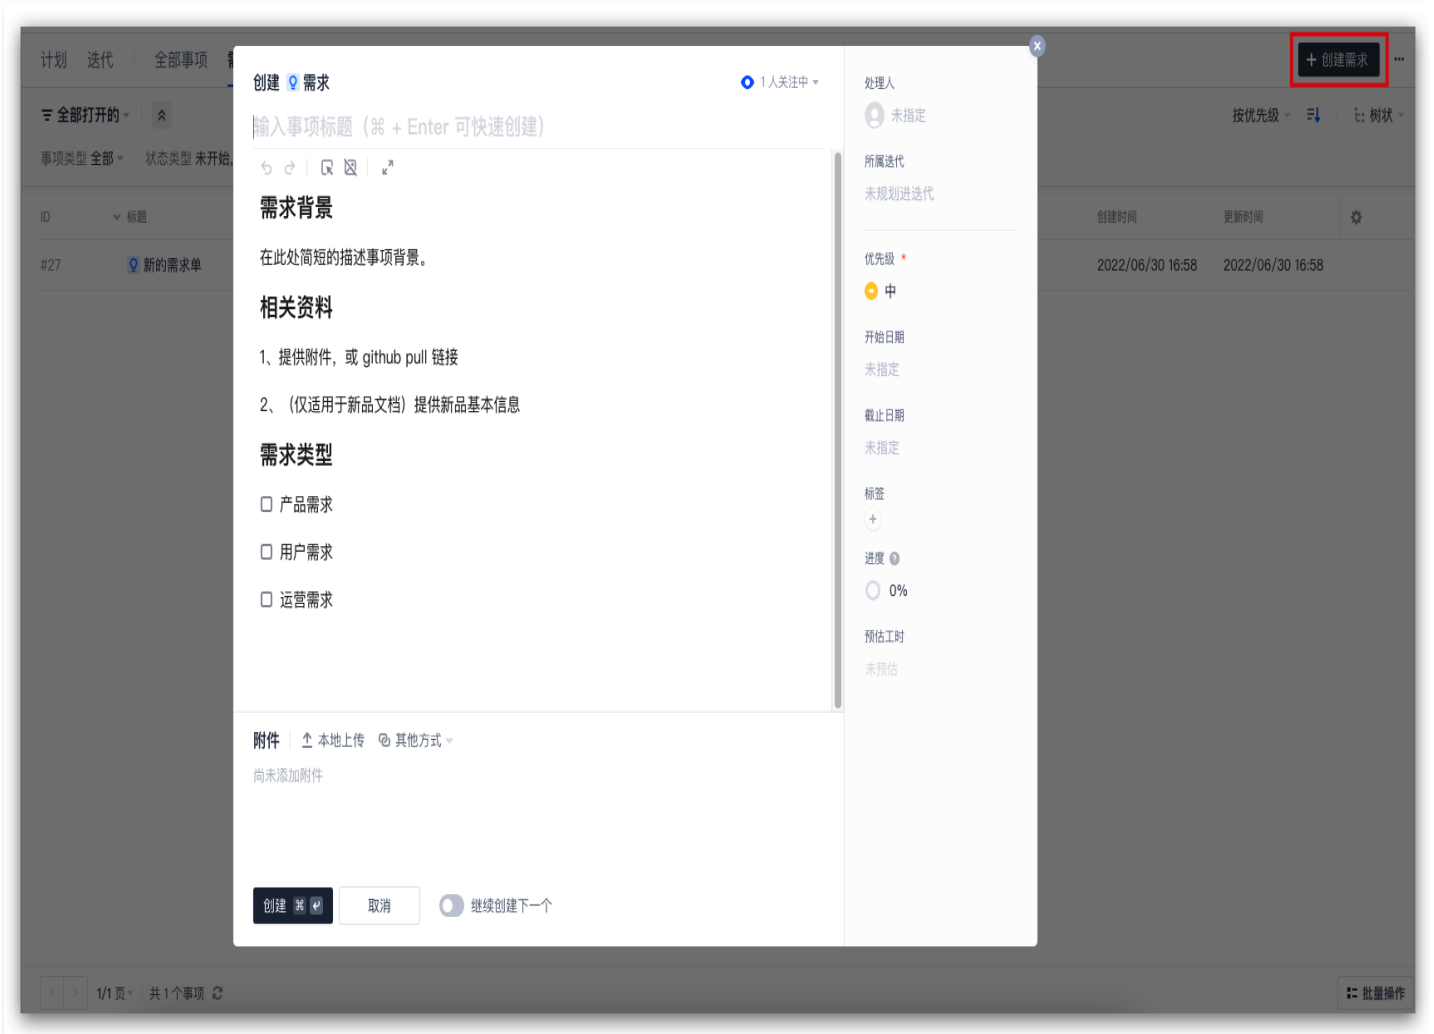 计划 迭代 全部事项
+ 创建需求 ···
全部打开的
按优先级 树状
事项类型 全部 状态类型 未开始,
ID 标题 创建时间 更新时间
#27 新的需求单 2022/06/30 16:58 2022/06/30 16:58
创建 需求
1 人关注中
输入事项标题（⌘ + Enter 可快速创建）
需求背景
在此处简短的描述事项背景。
相关资料
1、提供附件，或 github pull 链接
2、（仅适用于新品文档）提供新品基本信息
需求类型
产品需求
用户需求
运营需求
附件 本地上传 其他方式
尚未添加附件
创建 ⌘ ↵ 取消 继续创建下一个
处理人
未指定
所属迭代
未规划进迭代
优先级 *
中
开始日期
未指定
截止日期
未指定
标签
+
进度 ?
0%
预估工时
未预估
1/1 页 共 1 个事项
批量操作